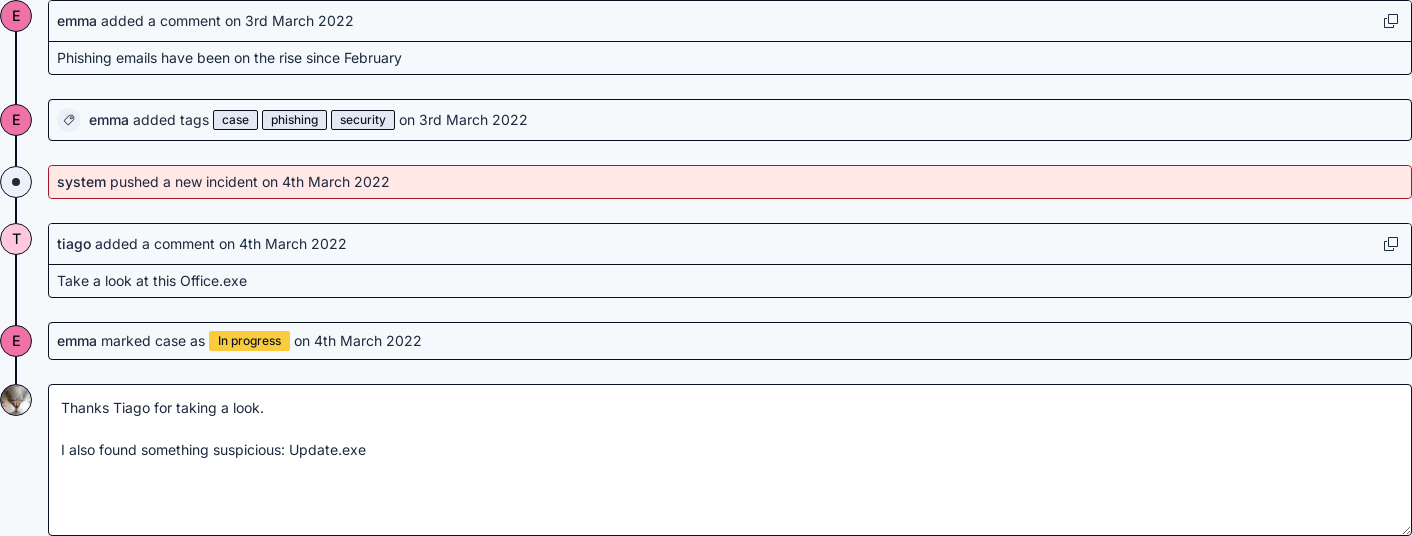 E
emma added a comment on 3rd March 2022
Phishing emails have been on the rise since February
E
emma added tags case phishing security on 3rd March 2022
system pushed a new incident on 4th March 2022
T
tiago added a comment on 4th March 2022
Take a look at this Office.exe
E
emma marked case as In progress on 4th March 2022
Thanks Tiago for taking a look.
I also found something suspicious: Update.exe